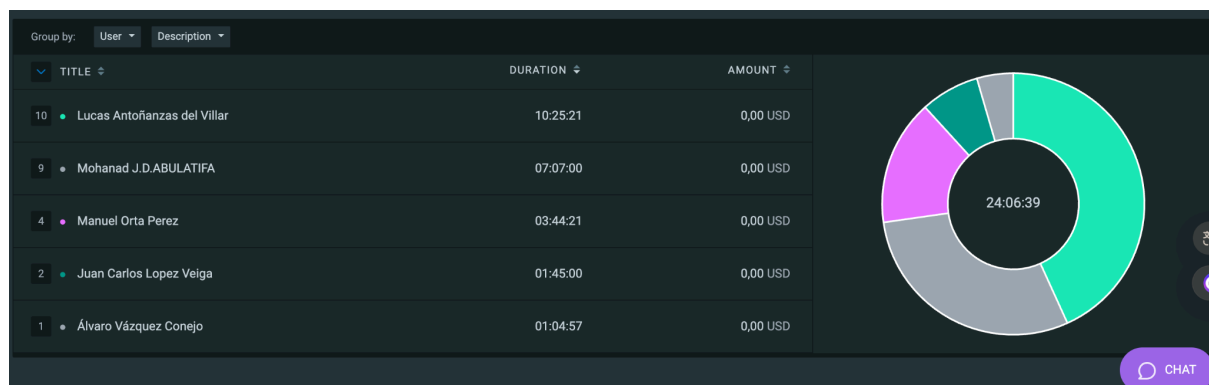 Group by: User Description
TITLE DURATION AMOUNT
10 Lucas Antoñanzas del Villar 10:25:21 0,00 USD
9 Mohanad J.D.ABULATIFA 07:07:00 0,00 USD
4 Manuel Orta Perez 03:44:21 0,00 USD
2 Juan Carlos Lopez Veiga 01:45:00 0,00 USD
1 Álvaro Vázquez Conejo 01:04:57 0,00 USD
24:06:39
CHAT